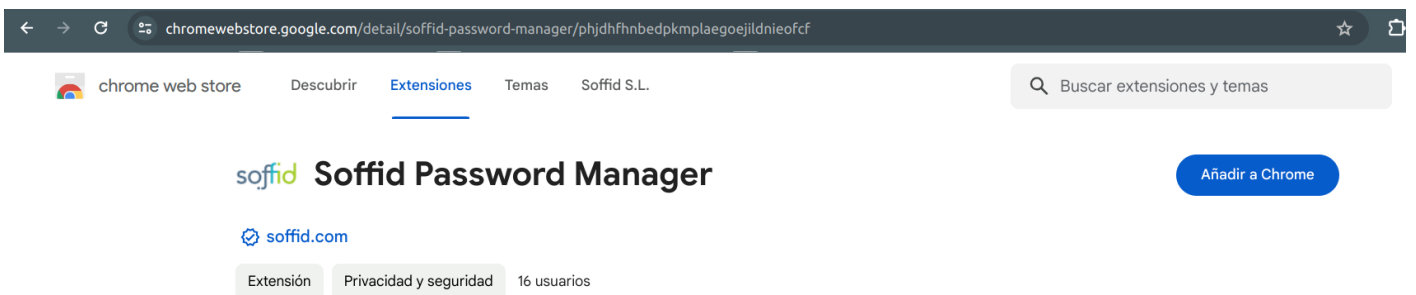 chromewebstore.google.com/detail/soffid-password-manager/phjdhfhnbedpkmplaegoejildnieofcf
chrome web store Descubrir Extensiones Temas Soffid S.L. Buscar extensiones y temas
soffid Soffid Password Manager Añadir a Chrome
soffid.com
Extensión Privacidad y seguridad 16 usuarios